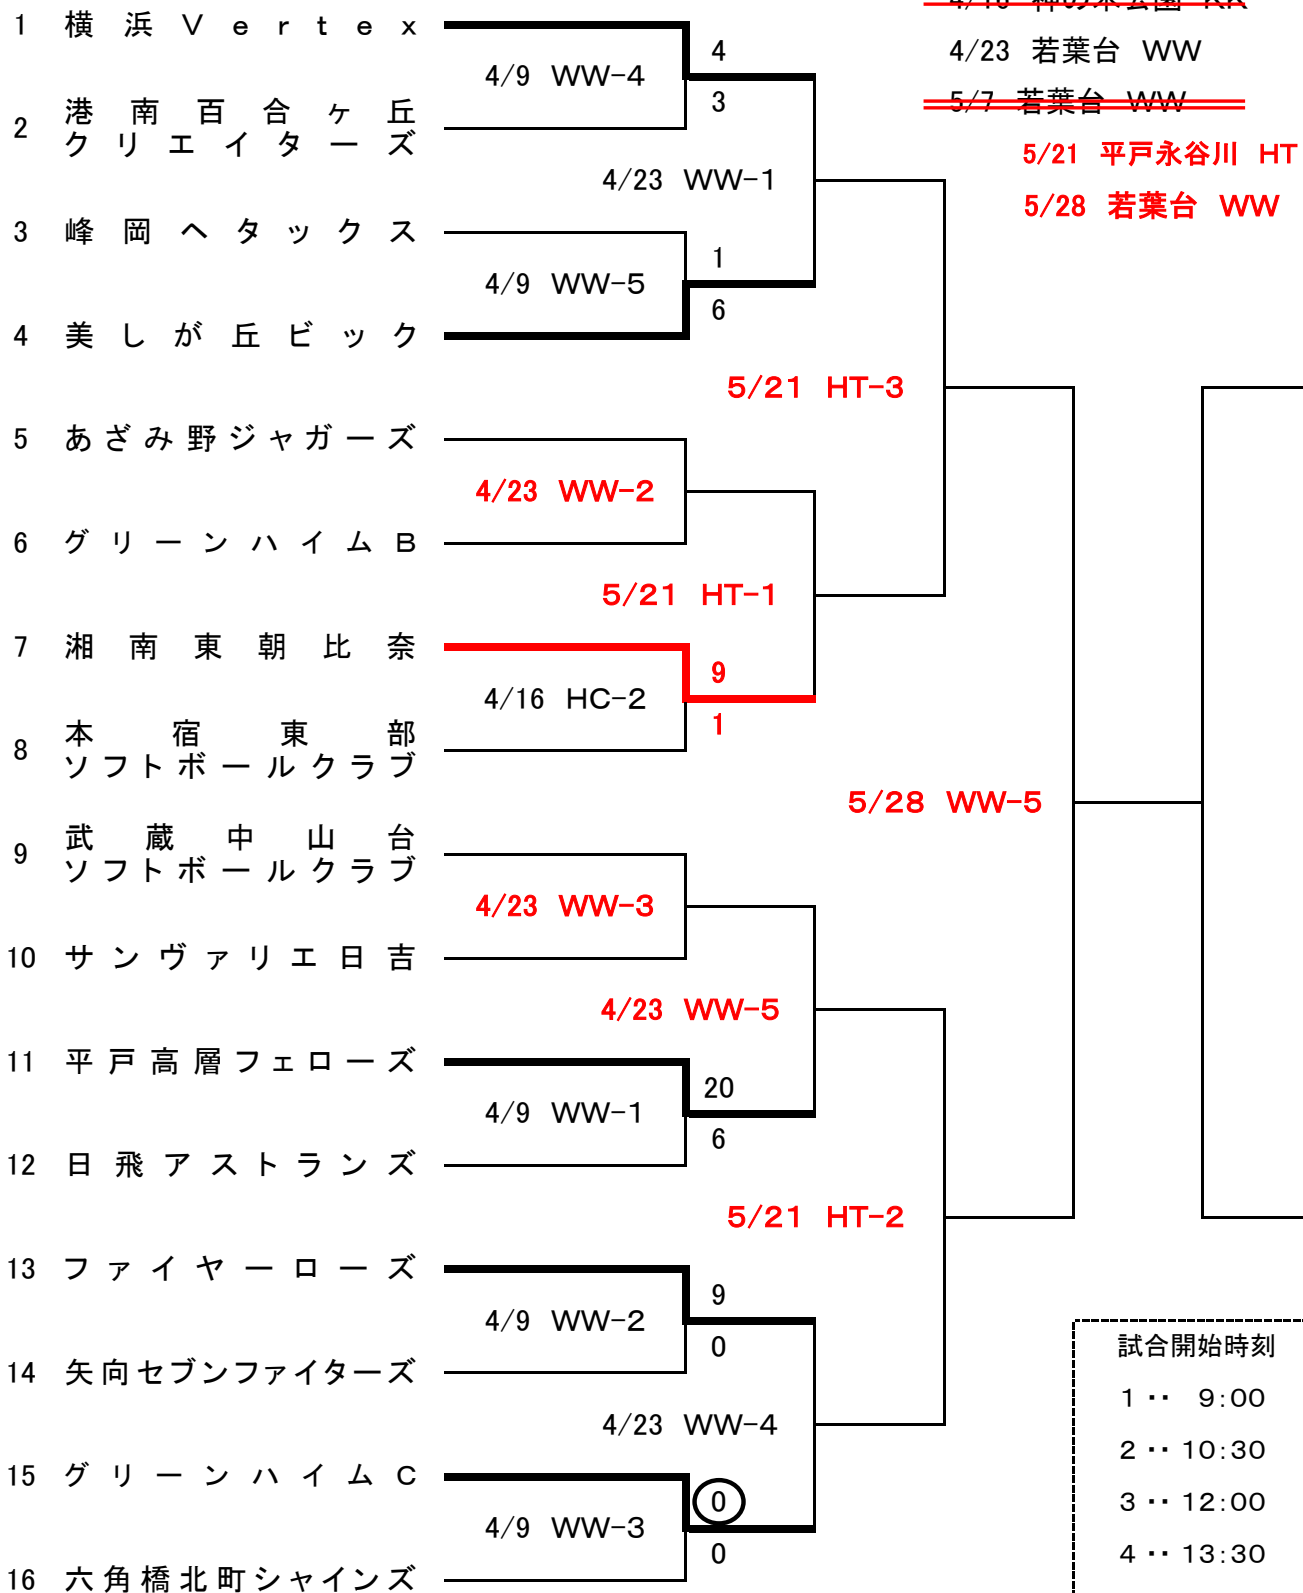 4/16 神の木公園 KK
1 横浜Vertex
4
4/23 若葉台 WW
4/9 WW-4
3
5/7 若葉台 WW
2 港南百合ヶ丘
クリエイターズ
5/21 平戸永谷川 HT
4/23 WW-1
5/28 若葉台 WW
3 峰岡ヘタックス
1
4/9 WW-5
6
4 美しが丘ビック
5/21 HT-3
5 あざみ野ジャガーズ
4/23 WW-2
6 グリーンハイムB
5/21 HT-1
7 湘南東朝比奈
9
4/16 HC-2
1
8 本宿東部
ソフトボールクラブ
5/28 WW-5
9 武蔵中山台
ソフトボールクラブ
4/23 WW-3
10 サンヴァリエ日吉
4/23 WW-5
11 平戸高層フェローズ
20
4/9 WW-1
6
12 日飛アストランズ
5/21 HT-2
13 ファイヤーローズ
9
4/9 WW-2
0
14 矢向セブンファイターズ
4/23 WW-4
15 グリーンハイムC
0
4/9 WW-3
0
16 六角橋北町シャインズ
試合開始時刻
1 ‥ 9:00
2 ‥ 10:30
3 ‥ 12:00
4 ‥ 13:30